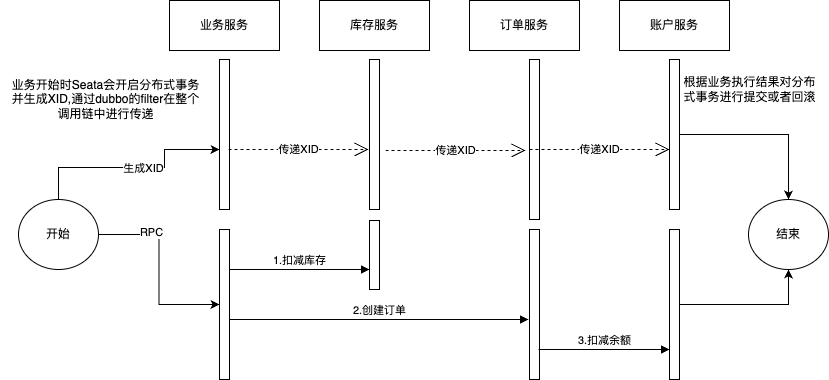 业务服务
库存服务
订单服务
账户服务
业务开始时Seata会开启分布式事务
并生成XID,通过dubbo的filter在整个
调用链中进行传递
根据业务执行结果对分布
式事务进行提交或者回滚
生成XID
传递XID
传递XID
传递XID
开始
RPC
结束
1.扣减库存
2.创建订单
3.扣减余额